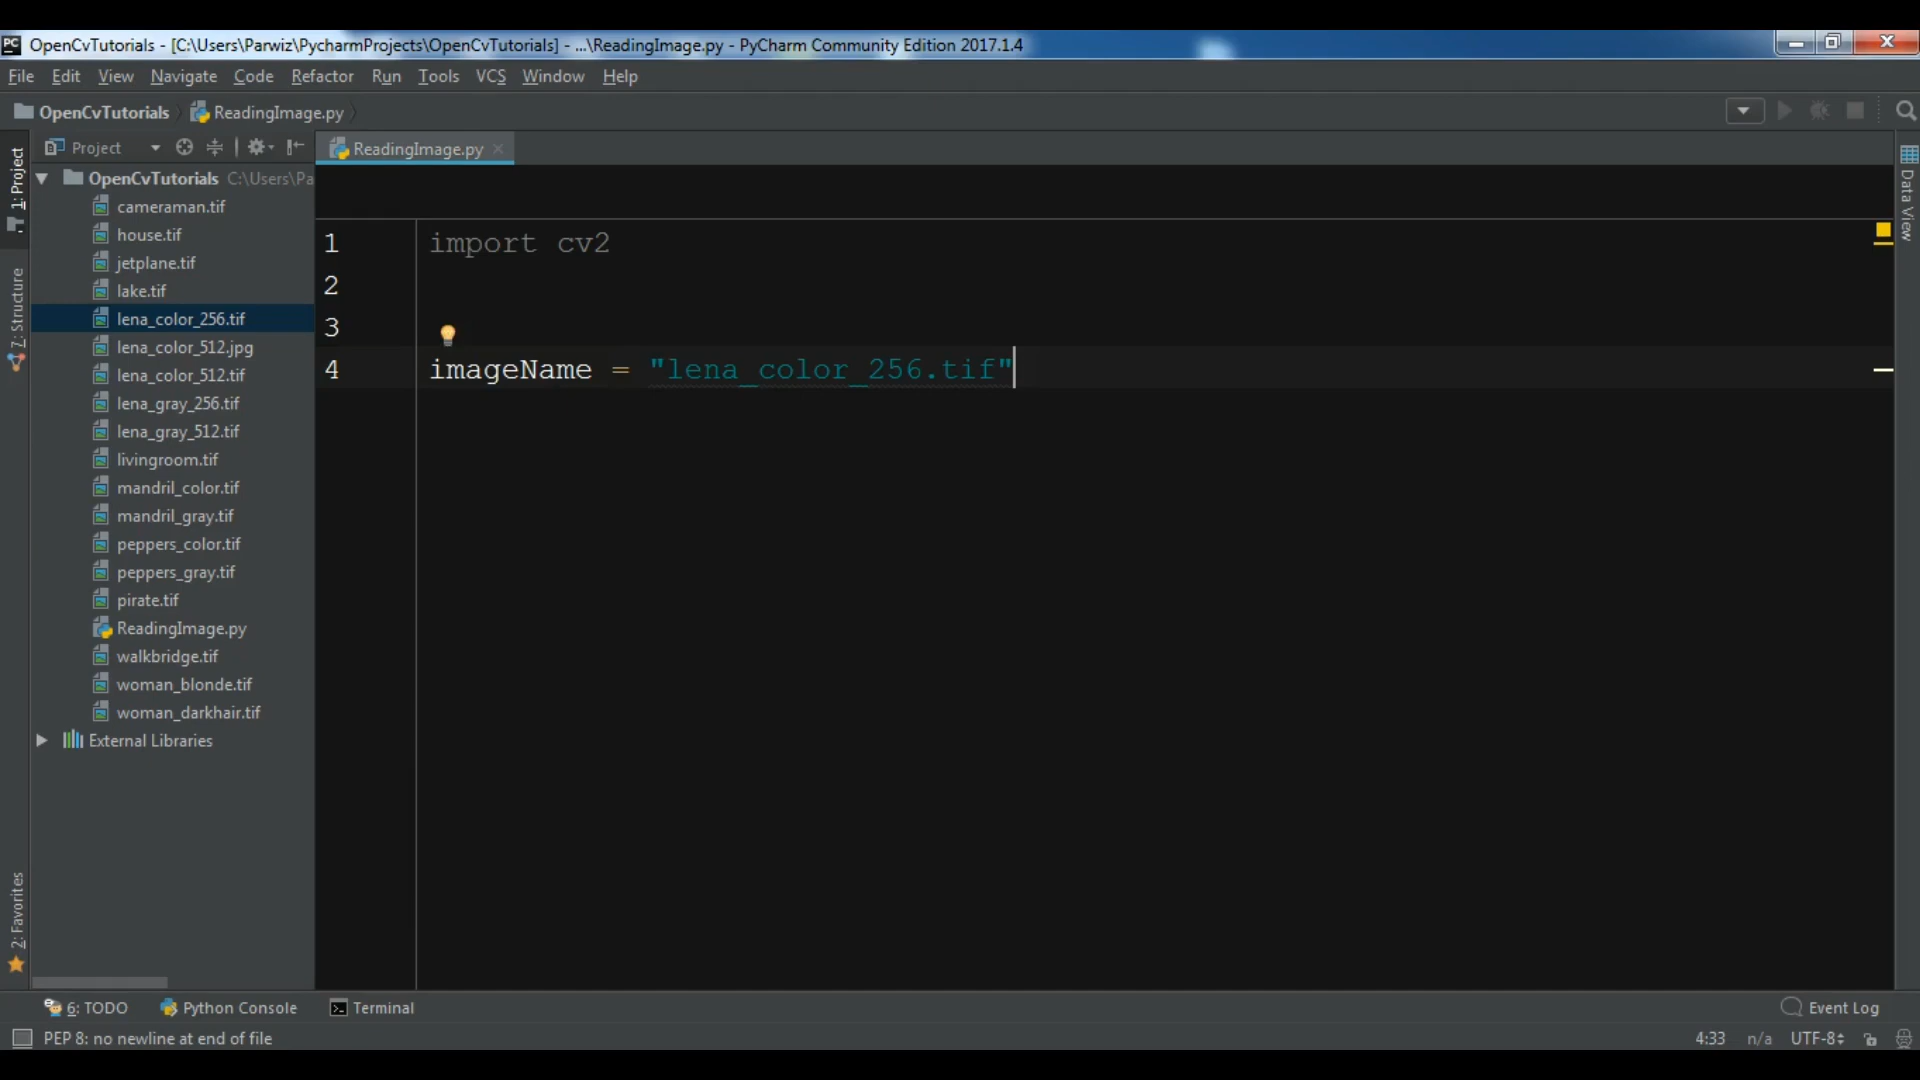 OpenCvTutorials - [C:\Users\Parwiz\PycharmProjects\OpenCvTutorials] - ...\ReadingImage.py - PyCharm Community Edition 2017.1.4
File Edit View Navigate Code Refactor Run Tools VCS Window Help
OpenCvTutorials ReadingImage.py
Project
ReadingImage.py
1: Project
7: Structure
2: Favorites
OpenCvTutorials C:\Users\Pa
cameraman.tif
house.tif
jetplane.tif
lake.tif
lena_color_256.tif
lena_color_512.jpg
lena_color_512.tif
lena_gray_256.tif
lena_gray_512.tif
livingroom.tif
mandril_color.tif
mandril_gray.tif
peppers_color.tif
peppers_gray.tif
pirate.tif
ReadingImage.py
walkbridge.tif
woman_blonde.tif
woman_darkhair.tif
External Libraries
1 import cv2
2
3
4 imageName = "lena_color_256.tif"
Data View
6: TODO Python Console Terminal Event Log
PEP 8: no newline at end of file 4:33 n/a UTF-8